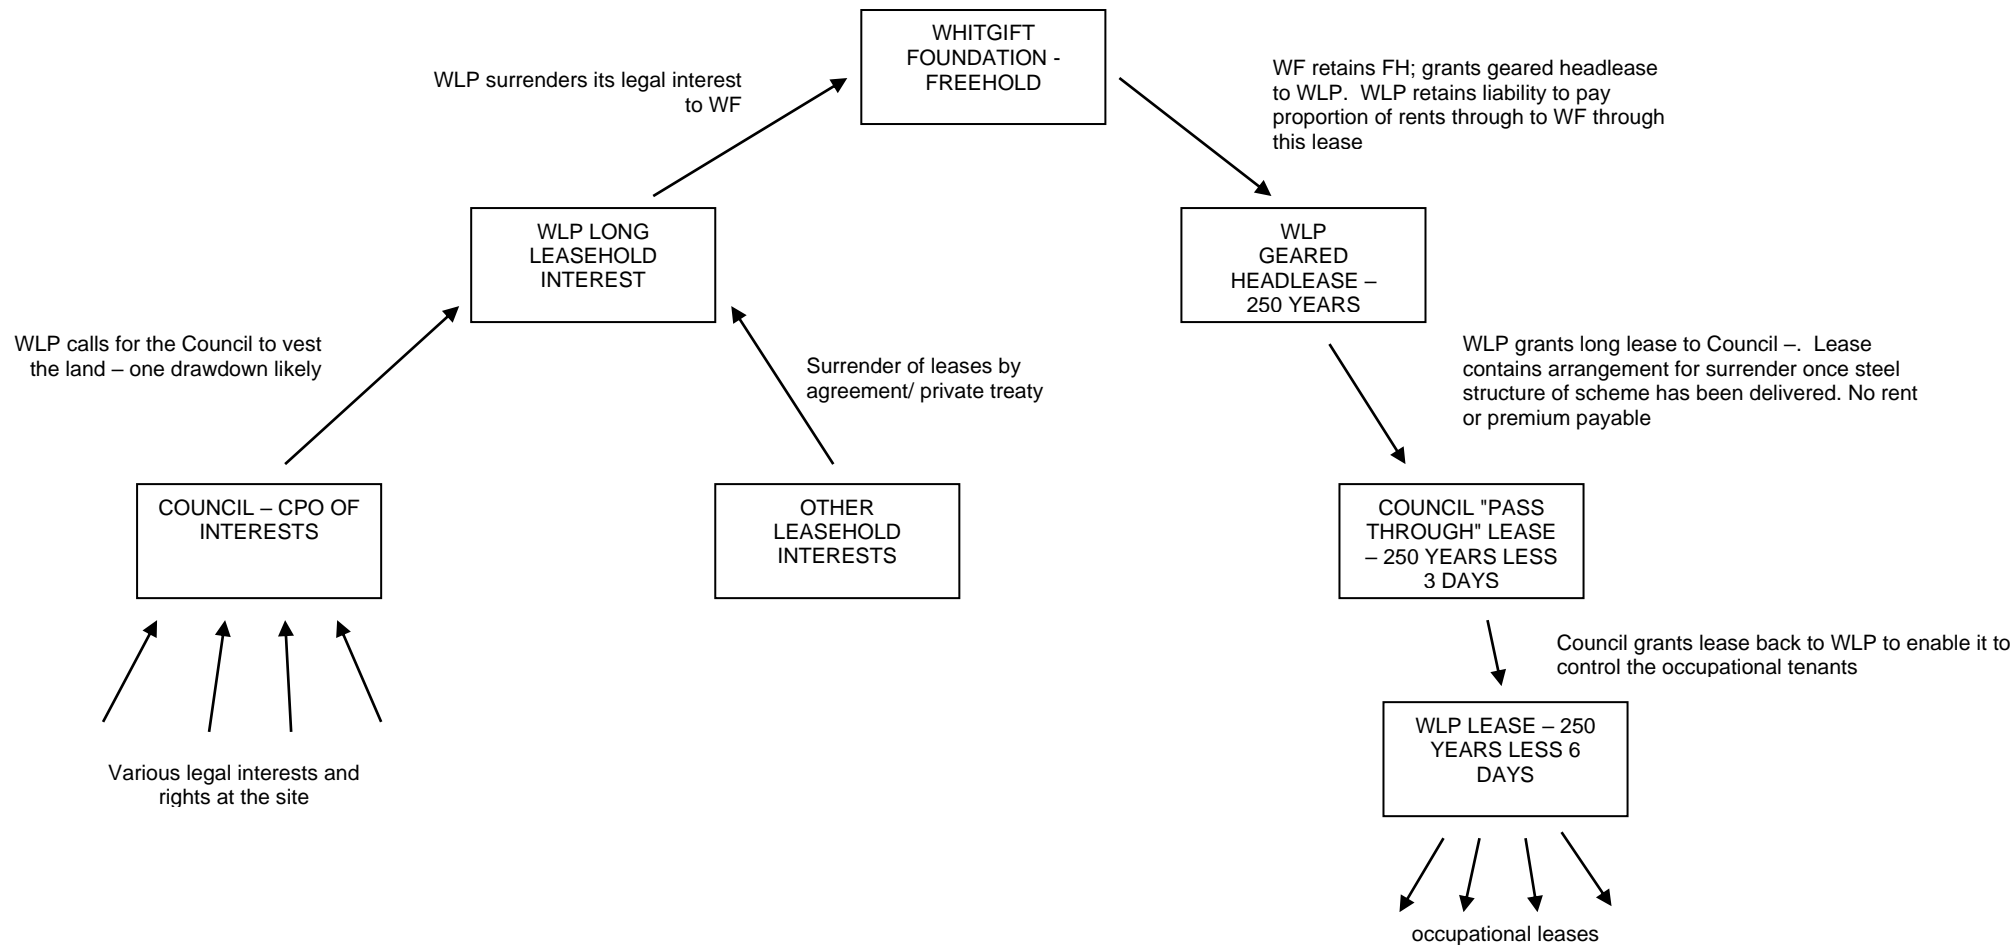 WHITGIFT
FOUNDATION -
FREEHOLD
WLP surrenders its legal interest
to WF
WF retains FH; grants geared headlease
to WLP.  WLP retains liability to pay
proportion of rents through to WF through
this lease
WLP LONG
LEASEHOLD
INTEREST
WLP
GEARED
HEADLEASE –
250 YEARS
WLP calls for the Council to vest
the land – one drawdown likely
Surrender of leases by
agreement/ private treaty
WLP grants long lease to Council –.  Lease
contains arrangement for surrender once steel
structure of scheme has been delivered. No rent
or premium payable
COUNCIL – CPO OF
INTERESTS
OTHER
LEASEHOLD
INTERESTS
COUNCIL "PASS
THROUGH" LEASE
– 250 YEARS LESS
3 DAYS
Council grants lease back to WLP to enable it to
control the occupational tenants
WLP LEASE – 250
YEARS LESS 6
DAYS
Various legal interests and
rights at the site
occupational leases